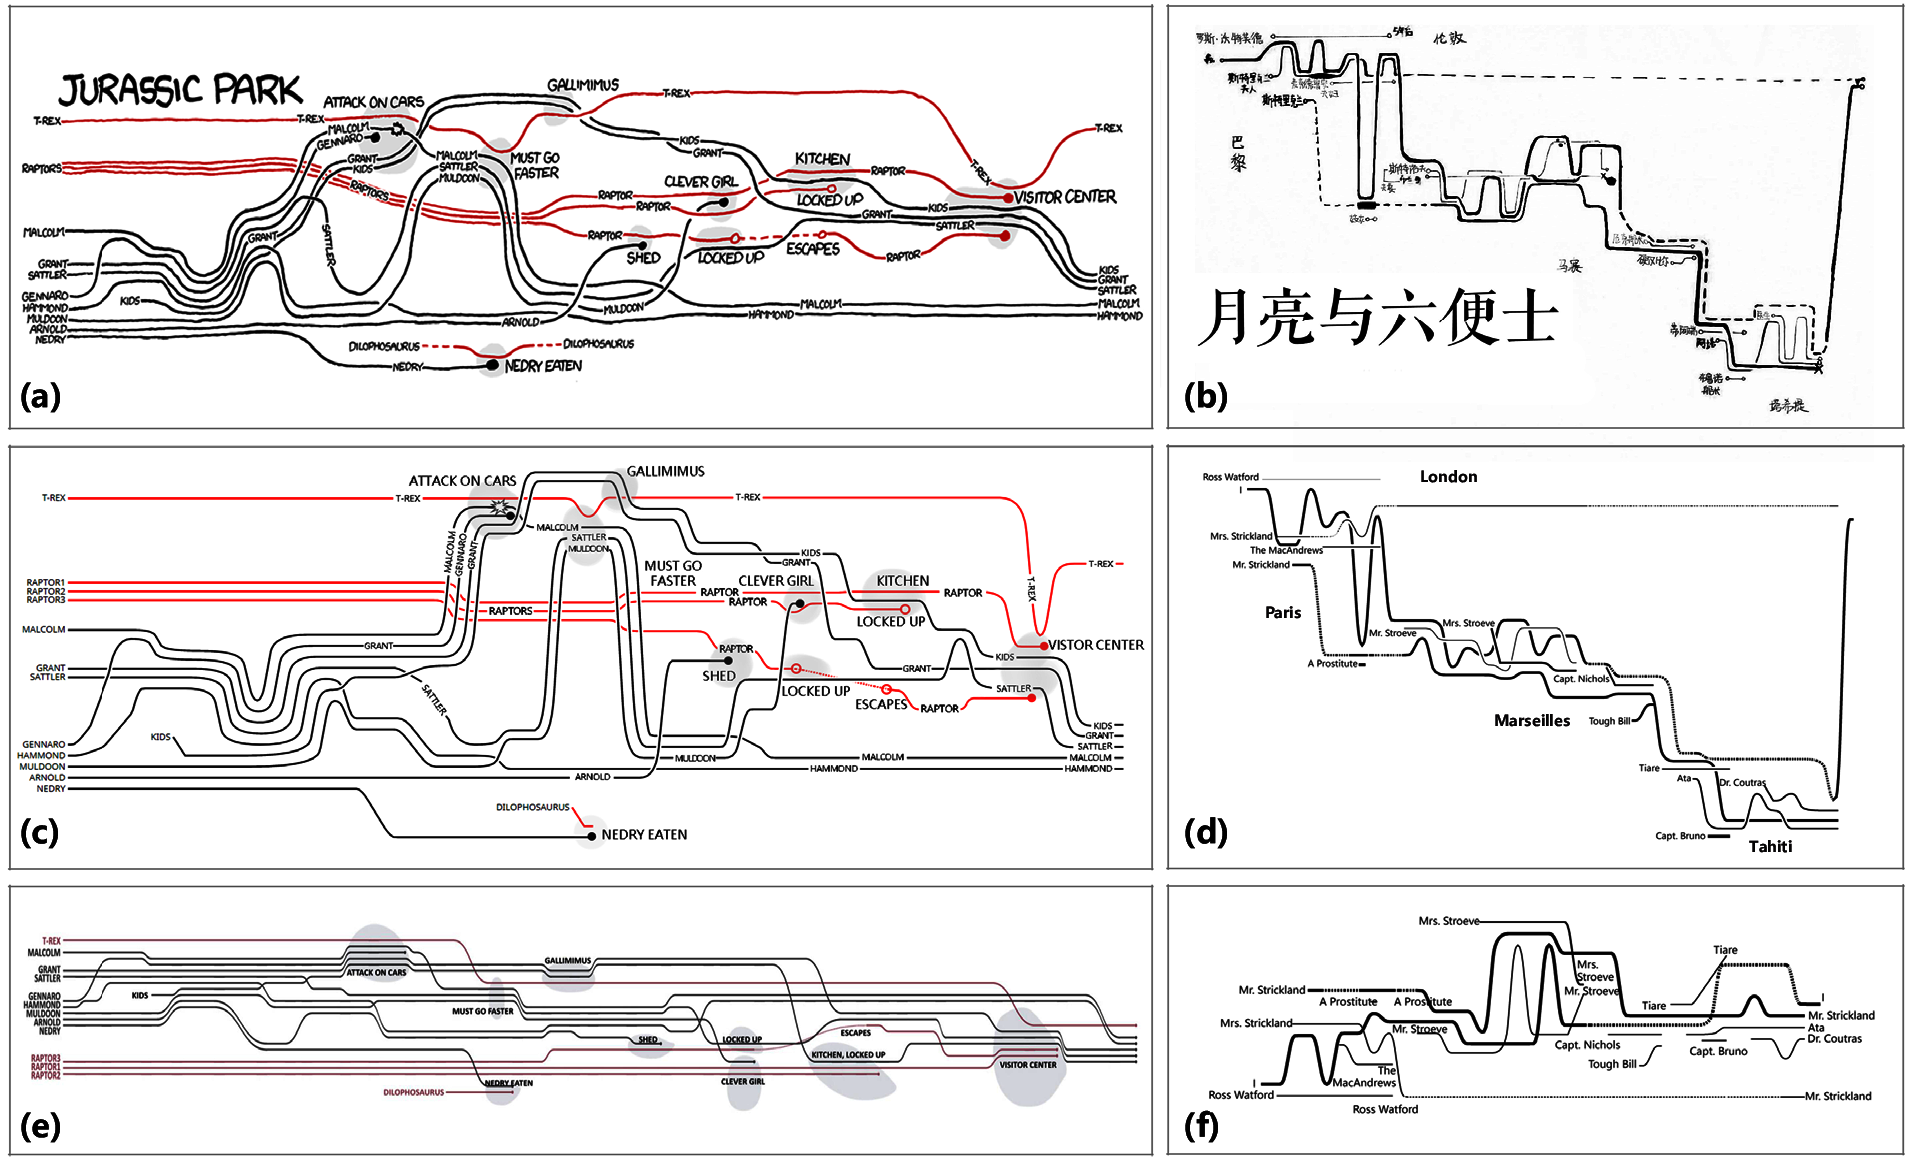 JURASSIC PARK
ATTACK ON CARS
GALLIMIMUS
T-REX
T-REX
T-REX
T-REX
T-REX
MALCOLM
GENNARO
GRANT
KIDS
MALCOLM
SATTLER
MULDOON
MUST GO
FASTER
KIDS
GRANT
KITCHEN
RAPTOR
RAPTORS
RAPTORS
CLEVER GIRL
RAPTOR
RAPTOR
LOCKED UP
VISITOR CENTER
KIDS
GRANT
SATTLER
MALCOLM
GRANT
SATTLER
GRANT
SATTLER
RAPTOR
SHED
LOCKED UP
ESCAPES
RAPTOR
GENNARO
HAMMOND
KIDS
MULDOON
ARNOLD
NEDRY
MULDOON
ARNOLD
HAMMOND
MALCOLM
KIDS
GRANT
SATTLER
MALCOLM
HAMMOND
DILOPHOSAURUS
DILOPHOSAURUS
NEDRY
NEDRY EATEN
(a)
罗斯·沃特芙德
5年后
伦敦
我
斯特里克兰
夫人
斯特里克兰
巴黎
马赛
月亮与六便士
布鲁诺
船长
塔希提
(b)
ATTACK ON CARS
GALLIMIMUS
T-REX
T-REX
T-REX
T-REX
T-REX
MALCOLM
GENNARO
GRANT
MALCOLM
SATTLER
MULDOON
MUST GO
FASTER
KIDS
GRANT
CLEVER GIRL
KITCHEN
RAPTOR1
RAPTOR2
RAPTOR3
RAPTORS
RAPTOR
RAPTOR
RAPTOR
LOCKED UP
MALCOLM
GRANT
SATTLER
GRANT
SATTLER
RAPTOR
SHED
LOCKED UP
ESCAPES
RAPTOR
GRANT
KIDS
SATTLER
VISTOR CENTER
GENNARO
HAMMOND
MULDOON
ARNOLD
NEDRY
KIDS
MULDOON
ARNOLD
MALCOLM
HAMMOND
KIDS
GRANT
SATTLER
MALCOLM
HAMMOND
DILOPHOSAURUS
NEDRY EATEN
(c)
Ross Watford
London
I
Mrs. Strickland
The MacAndrews
Mr. Strickland
Paris
Mr. Stroeve
Mrs. Stroeve
A Prostitute
Capt. Nichols
Marseilles
Tough Bill
Tiare
Ata
Dr. Coutras
Capt. Bruno
Tahiti
(d)
T-REX
MALCOLM
GRANT
SATTLER
GENNARO
HAMMOND
MULDOON
ARNOLD
NEDRY
KIDS
ATTACK ON CARS
GALLIMIMUS
MUST GO FASTER
SHED
LOCKED UP
ESCAPES
KITCHEN, LOCKED UP
VISITOR CENTER
RAPTOR3
RAPTOR1
RAPTOR2
NEDRY EATEN
CLEVER GIRL
DILOPHOSAURUS
(e)
Mrs. Stroeve
Tiare
Mrs.
Stroeve
Mr. Strickland
A Prostitute
A Prostitute
Mr. Stroeve
Tiare
I
Mr. Strickland
Mrs. Strickland
Mr. Stroeve
Capt. Nichols
Tough Bill
Capt. Bruno
Ata
Dr. Coutras
The
MacAndrews
I
Ross Watford
Ross Watford
Mr. Strickland
(f)